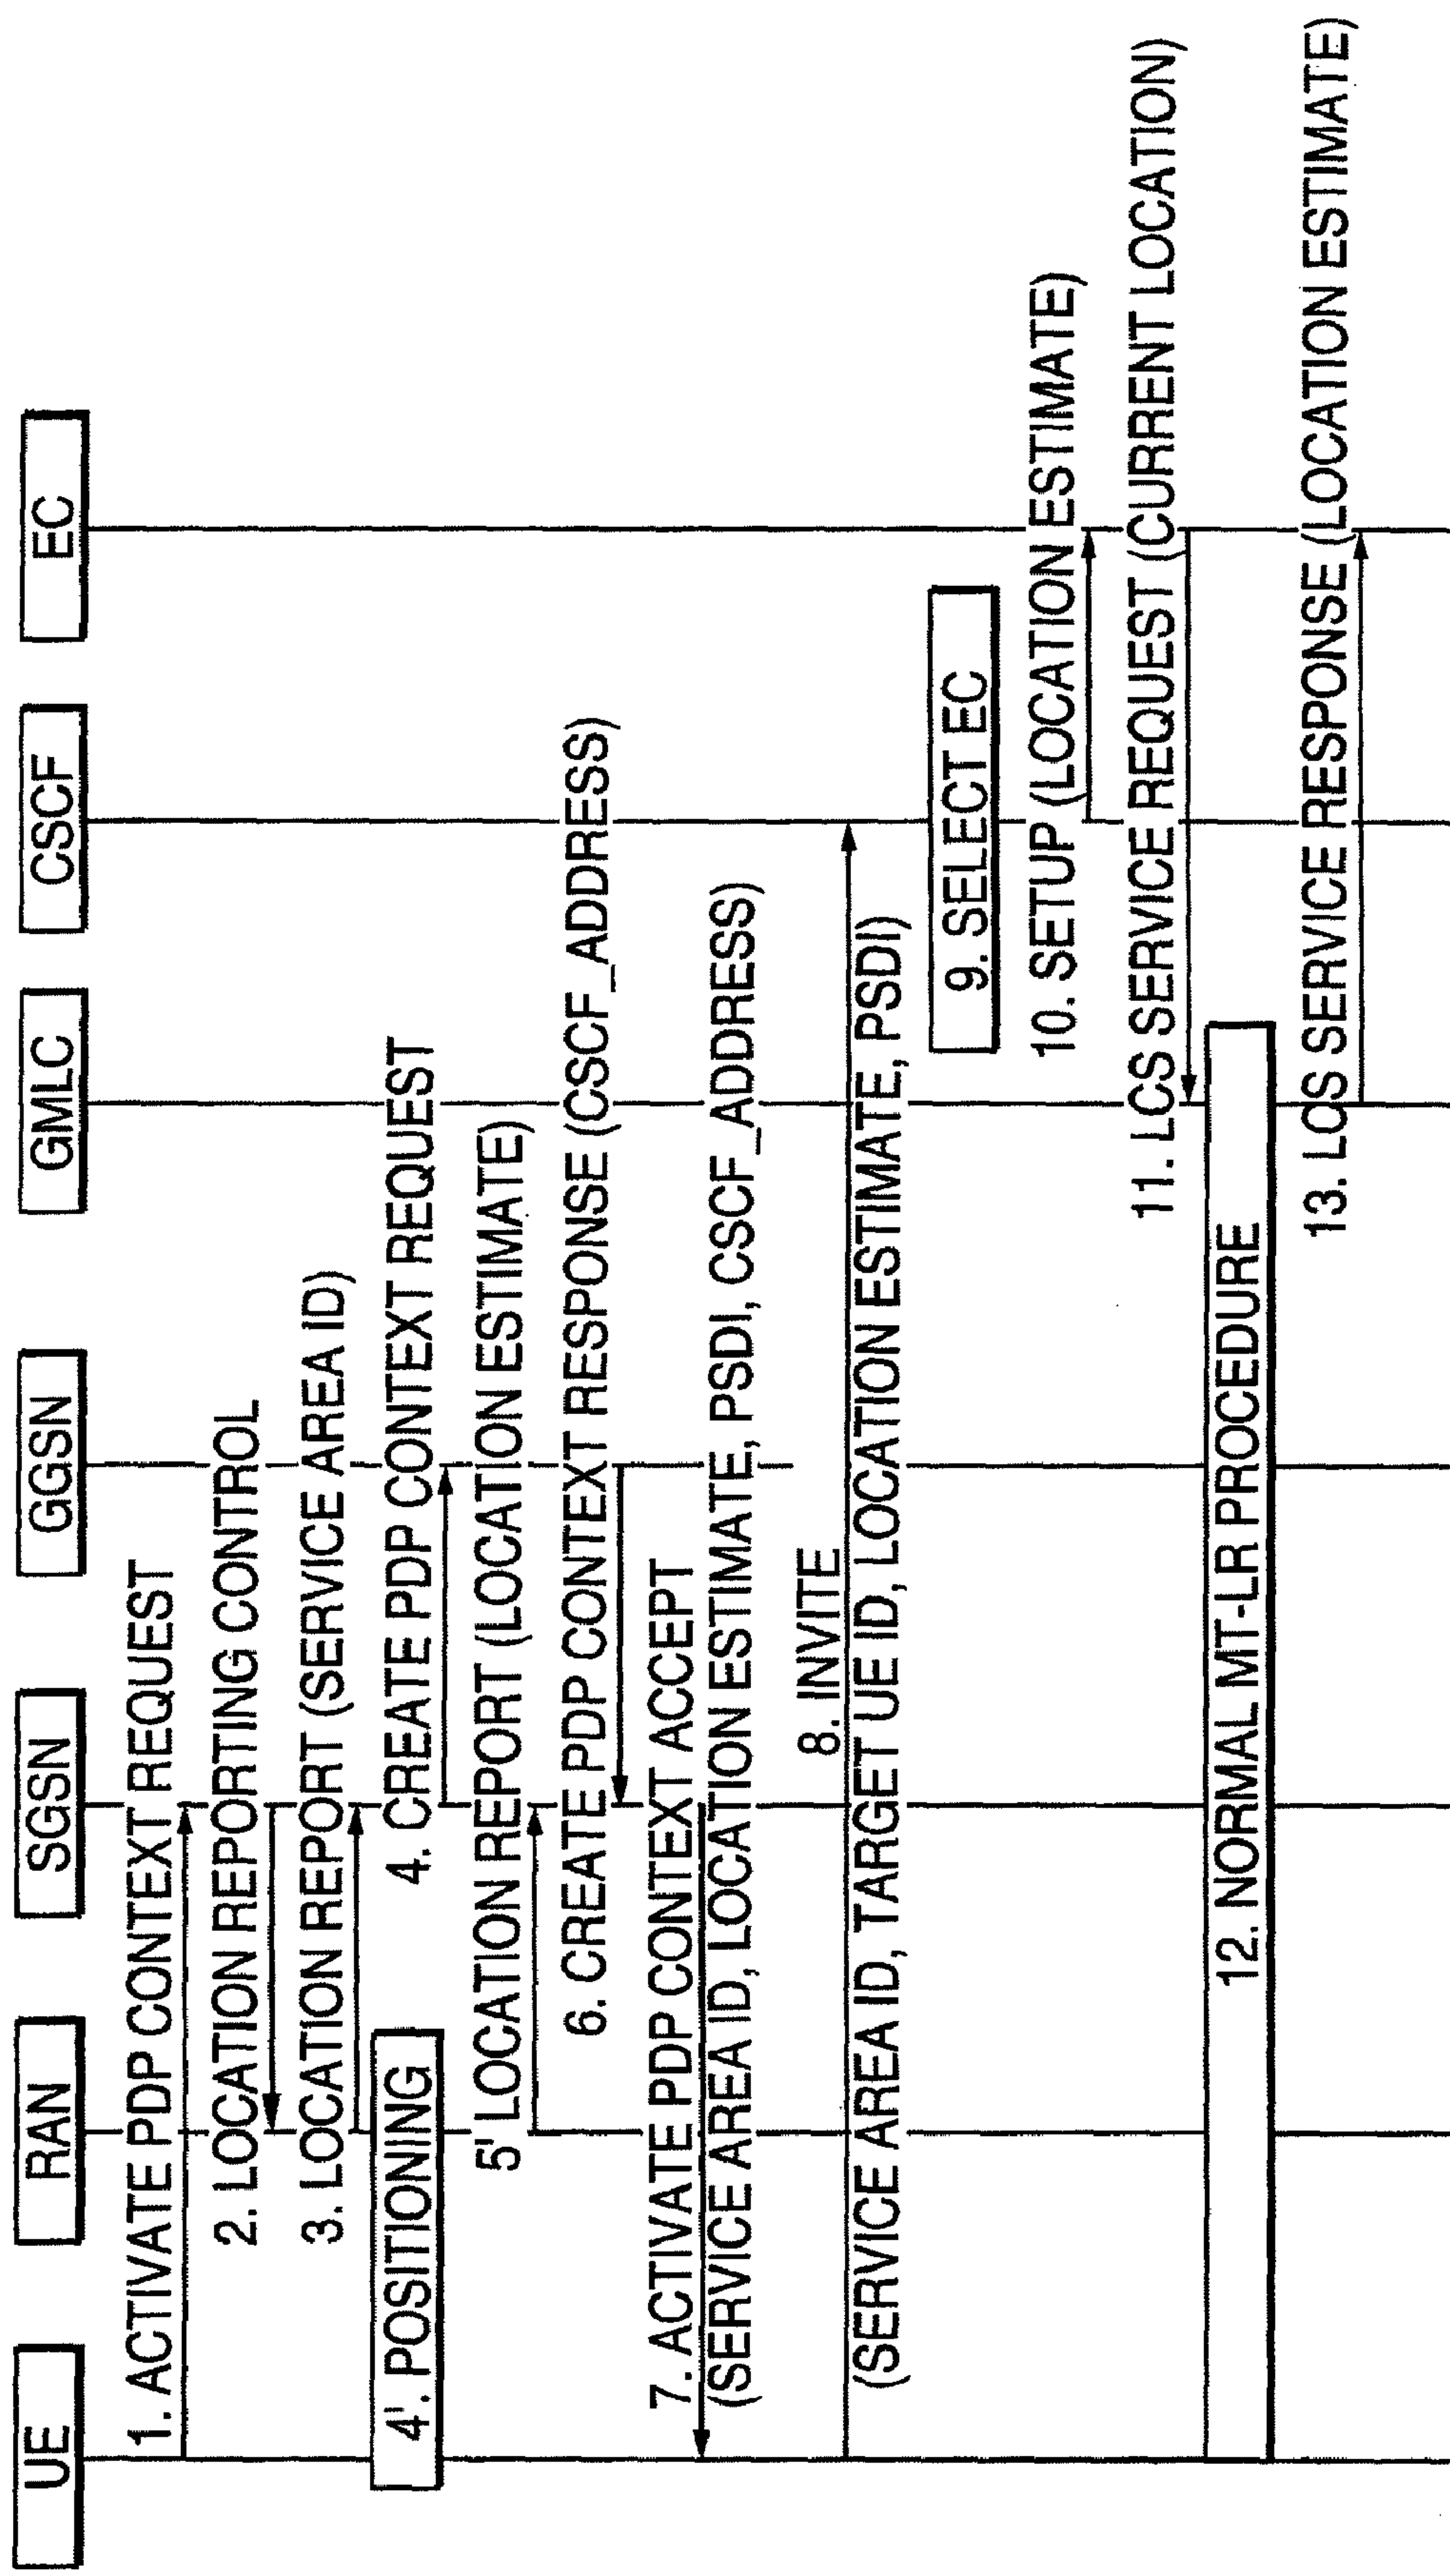 UE
RAN
SGSN
GGSN
GMLC
CSCF
EC
1. ACTIVATE PDP CONTEXT REQUEST
2. LOCATION REPORTING CONTROL
3. LOCATION REPORT (SERVICE AREA ID)
4'. POSITIONING
4. CREATE PDP CONTEXT REQUEST
5' LOCATION REPORT (LOCATION ESTIMATE)
6. CREATE PDP CONTEXT RESPONSE (CSCF_ADDRESS)
7. ACTIVATE PDP CONTEXT ACCEPT
(SERVICE AREA ID, LOCATION ESTIMATE, PSDI, CSCF_ADDRESS)
8. INVITE
(SERVICE AREA ID, TARGET UE ID, LOCATION ESTIMATE, PSDI)
9. SELECT EC
10. SETUP (LOCATION ESTIMATE)
11. LCS SERVICE REQUEST (CURRENT LOCATION)
12. NORMAL MT-LR PROCEDURE
13. LOS SERVICE RESPONSE (LOCATION ESTIMATE)